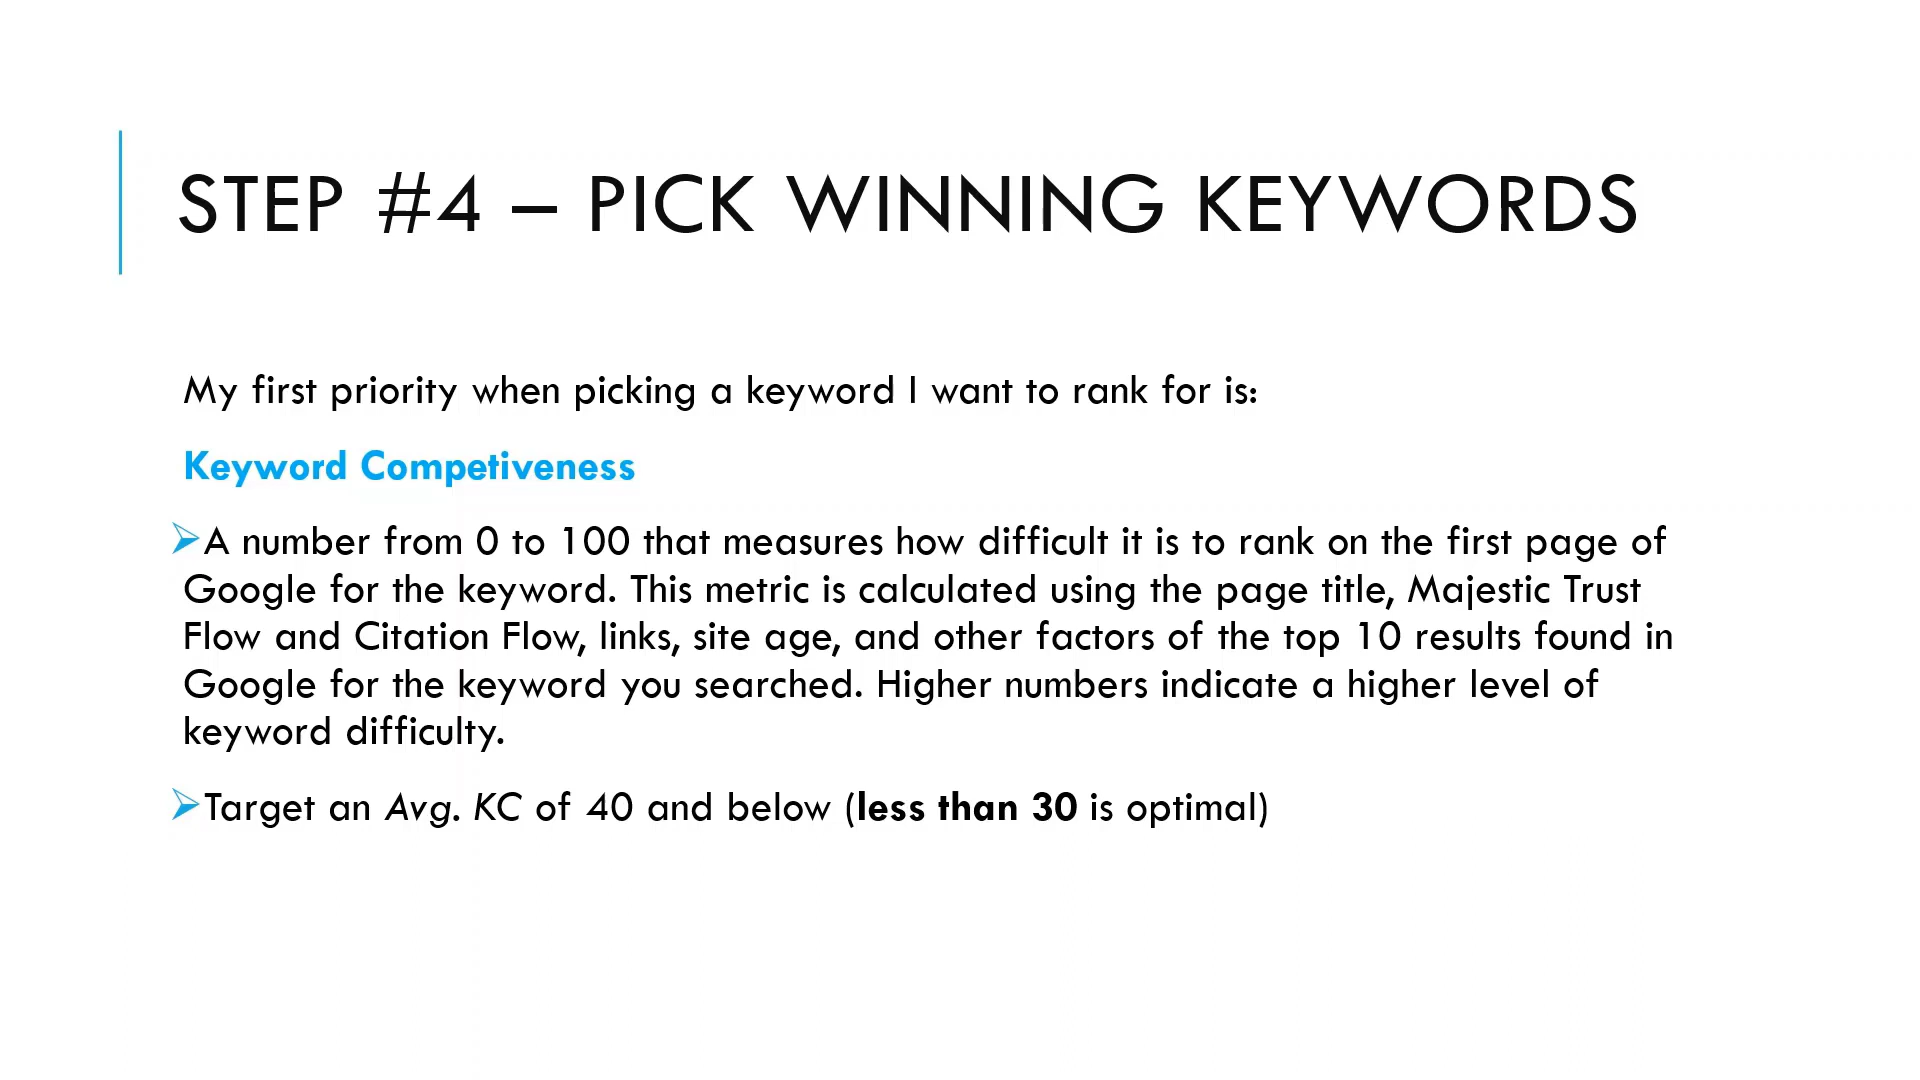 STEP #4 – PICK WINNING KEYWORDS
My first priority when picking a keyword I want to rank for is:
Keyword Competiveness
A number from 0 to 100 that measures how difficult it is to rank on the first page of
Google for the keyword. This metric is calculated using the page title, Majestic Trust
Flow and Citation Flow, links, site age, and other factors of the top 10 results found in
Google for the keyword you searched. Higher numbers indicate a higher level of
keyword difficulty.
Target an Avg. KC of 40 and below (less than 30 is optimal)